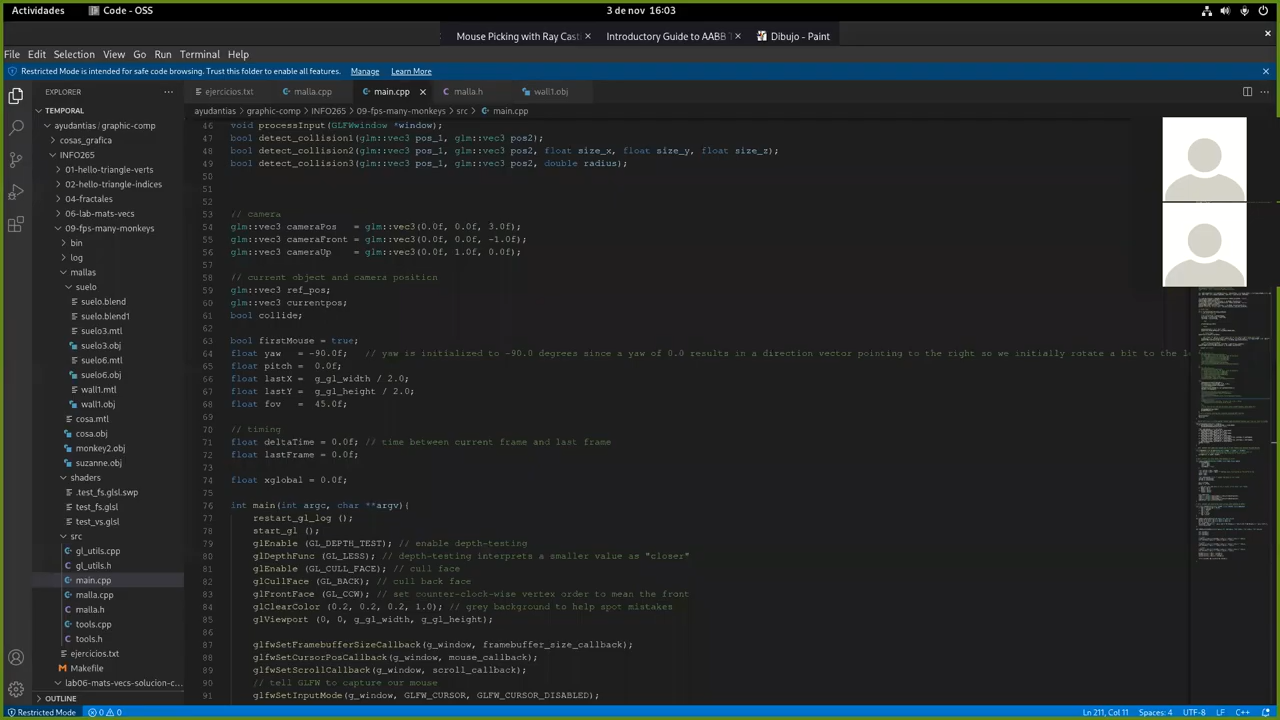 Actividades
Code - OSS
3 de nov 16:03
Mouse Picking with Ray Casti ×
Introductory Guide to AABB T ×
Dibujo - Paint
File Edit Selection View Go Run Terminal Help
Restricted Mode is intended for safe code browsing. Trust this folder to enable all features. Manage Learn More
EXPLORER
ejercicios.txt
malla.cpp
main.cpp
malla.h
wall1.obj
TEMPORAL
ayudantias > graphic-comp > INFO265 > 09-fps-many-monkeys > src > main.cpp
ayudantias/graphic-comp
cosas_grafica
INFO265
01-hello-triangle-verts
02-hello-triangle-indices
04-fractales
06-lab-mats-vecs
09-fps-many-monkeys
bin
log
mallas
suelo
suelo.blend
suelo.blend1
suelo3.mtl
suelo3.obj
suelo6.mtl
suelo6.obj
wall1.mtl
wall1.obj
cosa.mtl
cosa.obj
monkey2.obj
suzanne.obj
shaders
.test_fs.glsl.swp
test_fs.glsl
test_vs.glsl
src
gl_utils.cpp
gl_utils.h
main.cpp
malla.cpp
malla.h
tools.cpp
tools.h
ejercicios.txt
Makefile
lab06-mats-vecs-solucion-c...
OUTLINE
46 void processInput(GLFWwindow *window);
47 bool detect_collision1(glm::vec3 pos_1, glm::vec3 pos2);
48 bool detect_collision2(glm::vec3 pos_1, glm::vec3 pos2, float size_x, float size_y, float size_z);
49 bool detect_collision3(glm::vec3 pos_1, glm::vec3 pos2, double radius);
50
51
52
53 // camera
54 glm::vec3 cameraPos = glm::vec3(0.0f, 0.0f, 3.0f);
55 glm::vec3 cameraFront = glm::vec3(0.0f, 0.0f, -1.0f);
56 glm::vec3 cameraUp = glm::vec3(0.0f, 1.0f, 0.0f);
57
58 // current object and camera position
59 glm::vec3 ref_pos;
60 glm::vec3 currentpos;
61 bool collide;
62
63 bool firstMouse = true;
64 float yaw = -90.0f; // yaw is initialized to -90.0 degrees since a yaw of 0.0 results in a direction vector pointing to the right so we initially rotate a bit to the le
65 float pitch = 0.0f;
66 float lastX = g_gl_width / 2.0;
67 float lastY = g_gl_height / 2.0;
68 float fov = 45.0f;
69
70 // timing
71 float deltaTime = 0.0f; // time between current frame and last frame
72 float lastFrame = 0.0f;
73
74 float xglobal = 0.0f;
75
76 int main(int argc, char **argv){
77 restart_gl_log ();
78 start_gl ();
79 glEnable (GL_DEPTH_TEST); // enable depth-testing
80 glDepthFunc (GL_LESS); // depth-testing interprets a smaller value as "closer"
81 glEnable (GL_CULL_FACE); // cull face
82 glCullFace (GL_BACK); // cull back face
83 glFrontFace (GL_CCW); // set counter-clock-wise vertex order to mean the front
84 glClearColor (0.2, 0.2, 0.2, 1.0); // grey background to help spot mistakes
85 glViewport (0, 0, g_gl_width, g_gl_height);
86
87 glfwSetFramebufferSizeCallback(g_window, framebuffer_size_callback);
88 glfwSetCursorPosCallback(g_window, mouse_callback);
89 glfwSetScrollCallback(g_window, scroll_callback);
90 // tell GLFW to capture our mouse
91 glfwSetInputMode(g_window, GLFW_CURSOR, GLFW_CURSOR_DISABLED);
Restricted Mode 0 0
Ln 211, Col 11 Spaces: 4 UTF-8 LF C++